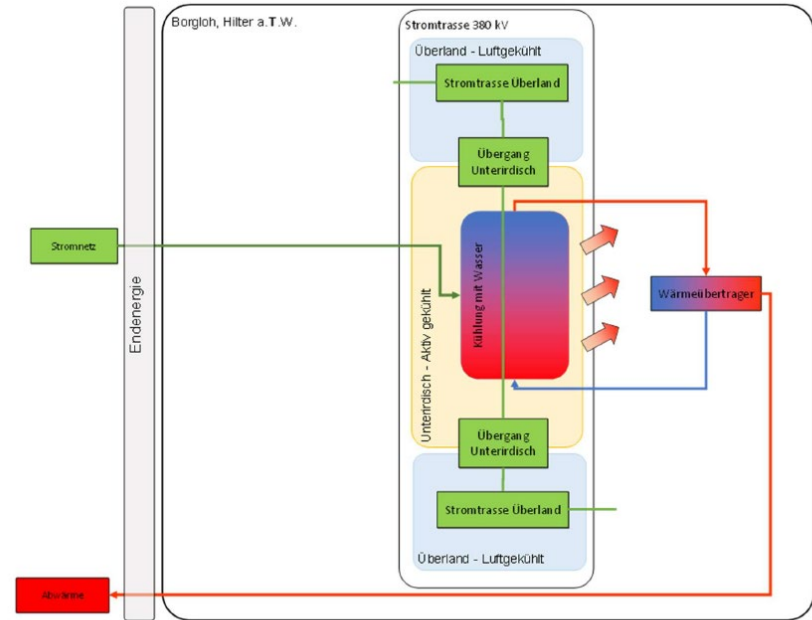 Borgloh, Hilter a.T.W.
Stromtrasse 380 kV
Überland - Luftgekühlt
Stromtrasse Überland
Übergang
Unterirdisch
Stromnetz
Endenergie
Unterirdisch - Aktiv gekühlt
Kühlung mit Wasser
Wärmeübertrager
Übergang
Unterirdisch
Stromtrasse Überland
Überland - Luftgekühlt
Abwärme